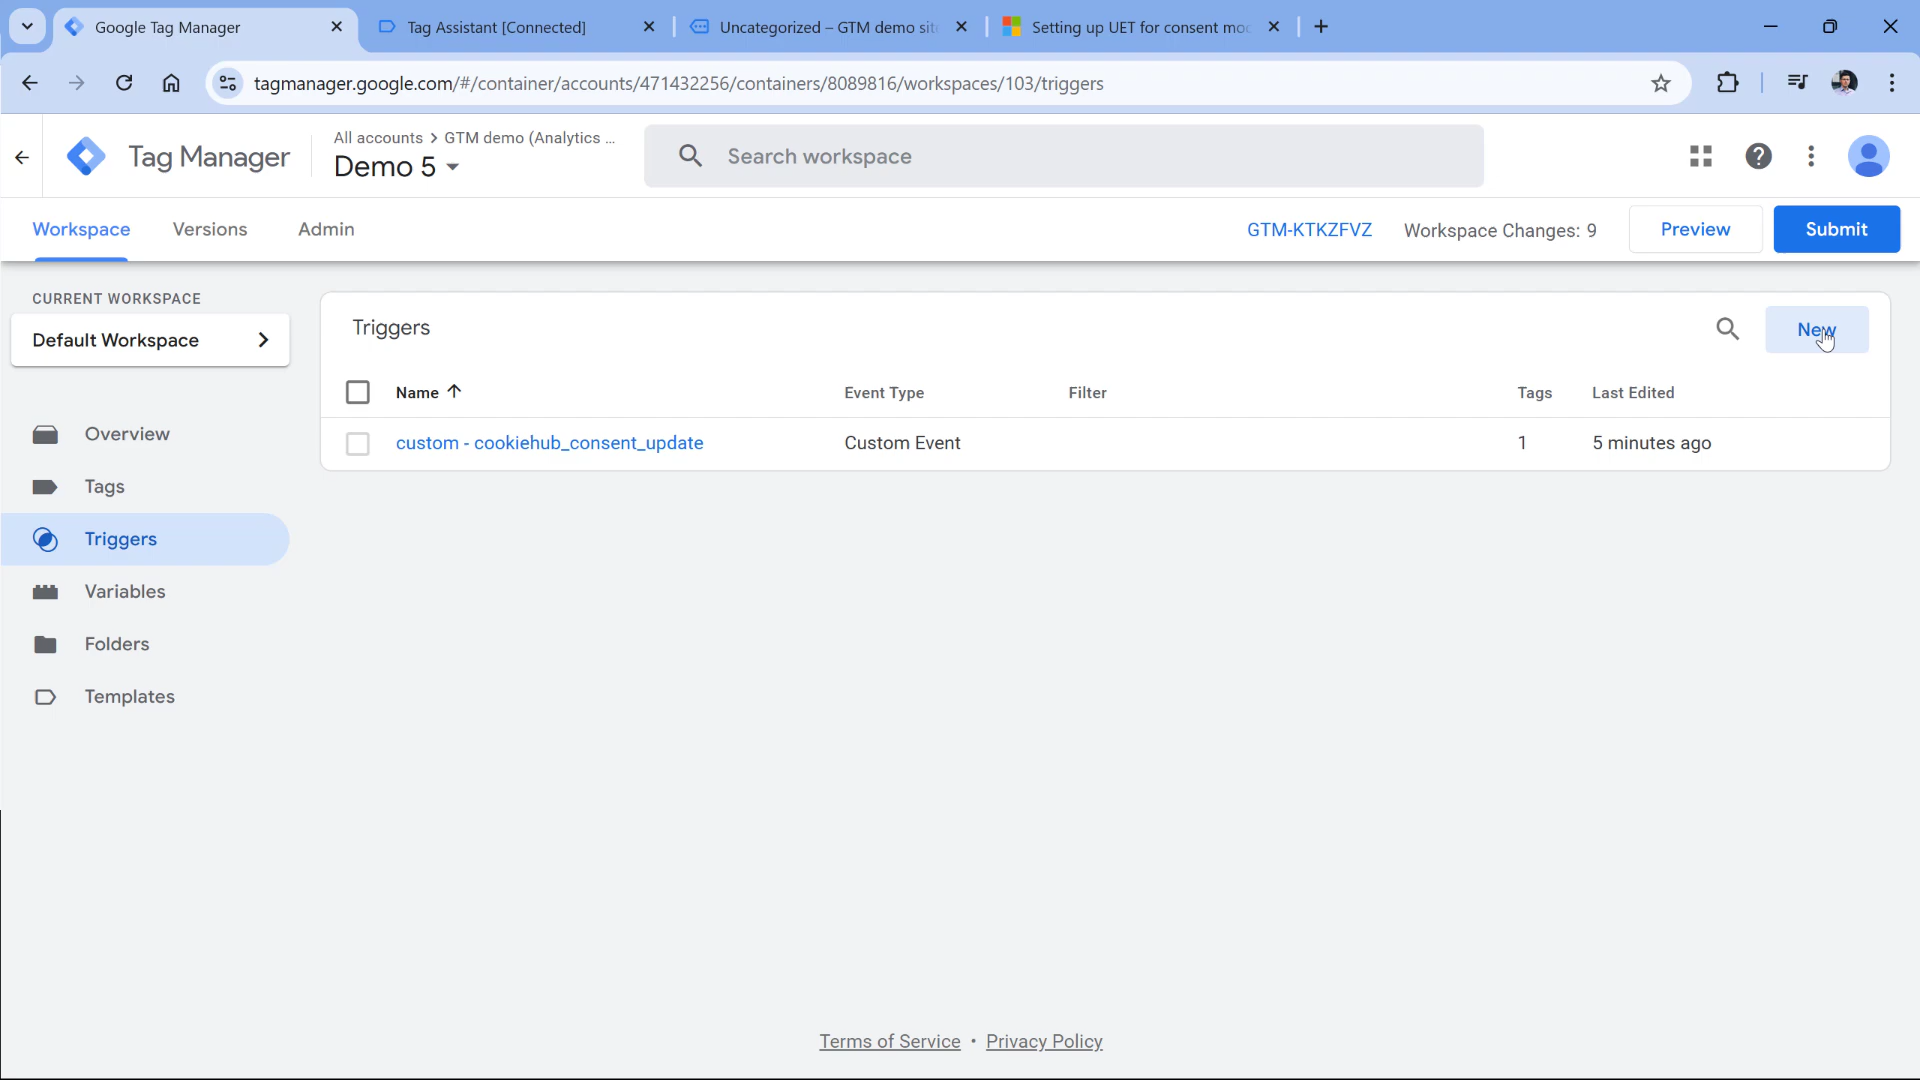 Google Tag Manager
Tag Assistant [Connected]
Uncategorized – GTM demo sit
Setting up UET for consent mod
tagmanager.google.com/#/container/accounts/471432256/containers/8089816/workspaces/103/triggers
Tag Manager
All accounts > GTM demo (Analytics ...
Demo 5
Search workspace
Workspace
Versions
Admin
GTM-KTKZFVZ
Workspace Changes: 9
Preview
Submit
CURRENT WORKSPACE
Default Workspace
Overview
Tags
Triggers
Variables
Folders
Templates
Triggers
New
Name
Event Type
Filter
Tags
Last Edited
custom - cookiehub_consent_update
Custom Event
1
5 minutes ago
Terms of Service • Privacy Policy